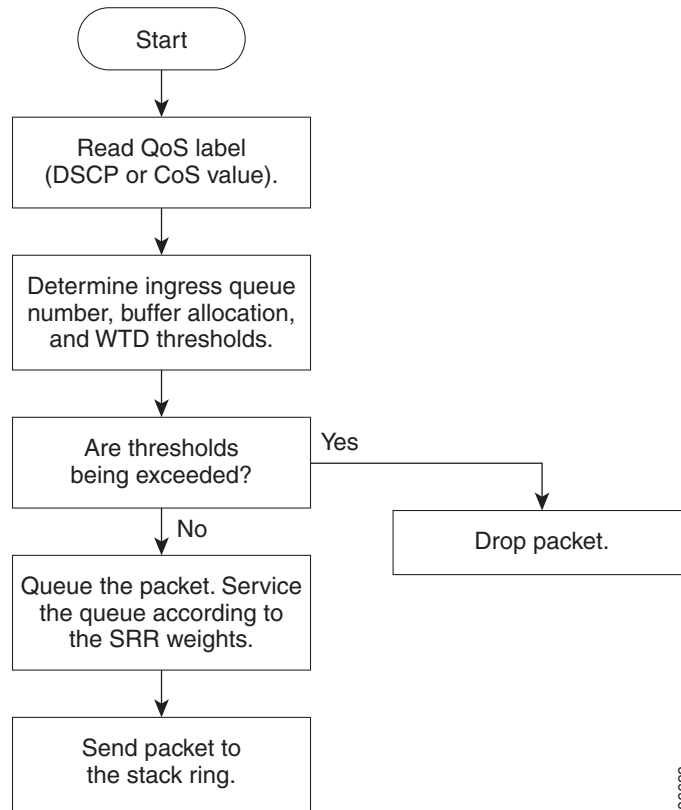 Start
Read QoS label
(DSCP or CoS value).
Determine ingress queue
number, buffer allocation,
and WTD thresholds.
Are thresholds
being exceeded?
Yes
Drop packet.
No
Queue the packet. Service
the queue according to
the SRR weights.
Send packet to
the stack ring.